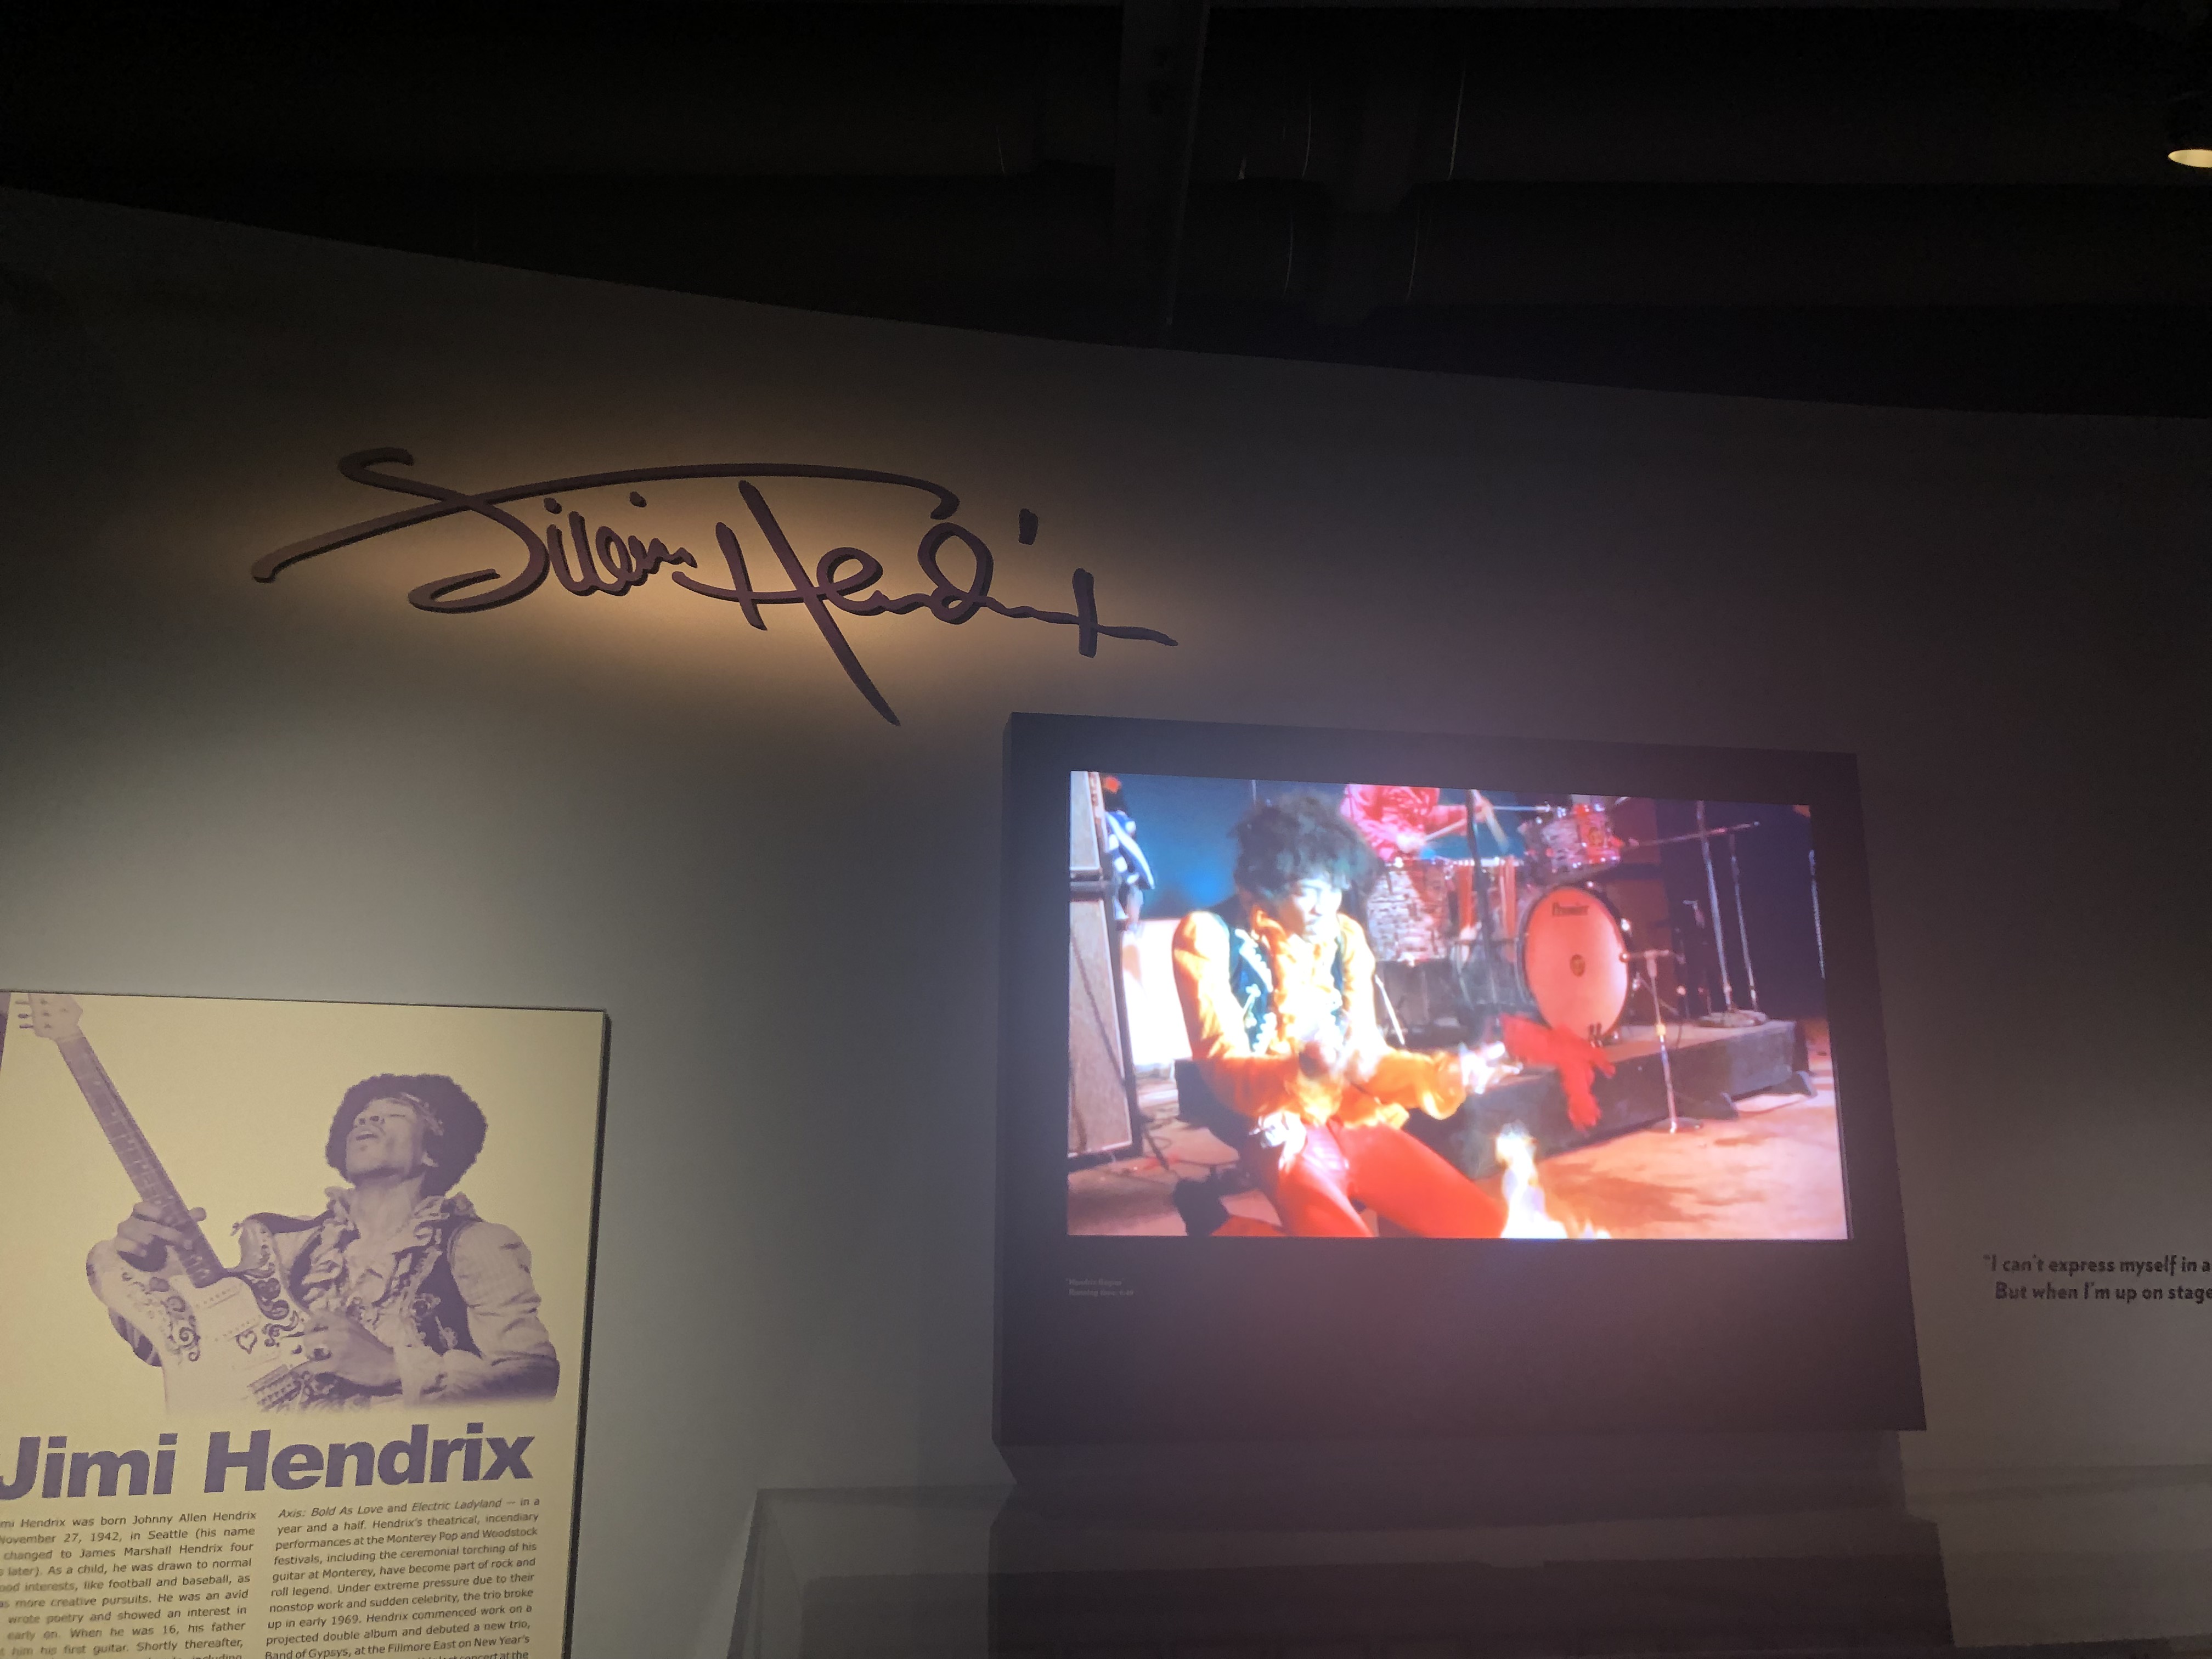 Jimi Hendrix
Premier
"I can't express myself in a
But when I'm up on stage
Jimi Hendrix
mi Hendrix was born Johnny Allen Hendrix
November 27, 1942, in Seattle (his name
changed to James Marshall Hendrix four
later). As a child, he was drawn to normal
ood interests, like football and baseball, as
as more creative pursuits. He was an avid
wrote poetry and showed an interest in
early on. When he was 16, his father
him his first guitar. Shortly thereafter,
including
Axis: Bold As Love and Electric Ladyland — in a
year and a half. Hendrix's theatrical, incendiary
performances at the Monterey Pop and Woodstock
festivals, including the ceremonial torching of his
guitar at Monterey, have become part of rock and
roll legend. Under extreme pressure due to their
nonstop work and sudden celebrity, the trio broke
up in early 1969. Hendrix commenced work on a
projected double album and debuted a new trio,
Band of Gypsys, at the Fillmore East on New Year's
concert at the